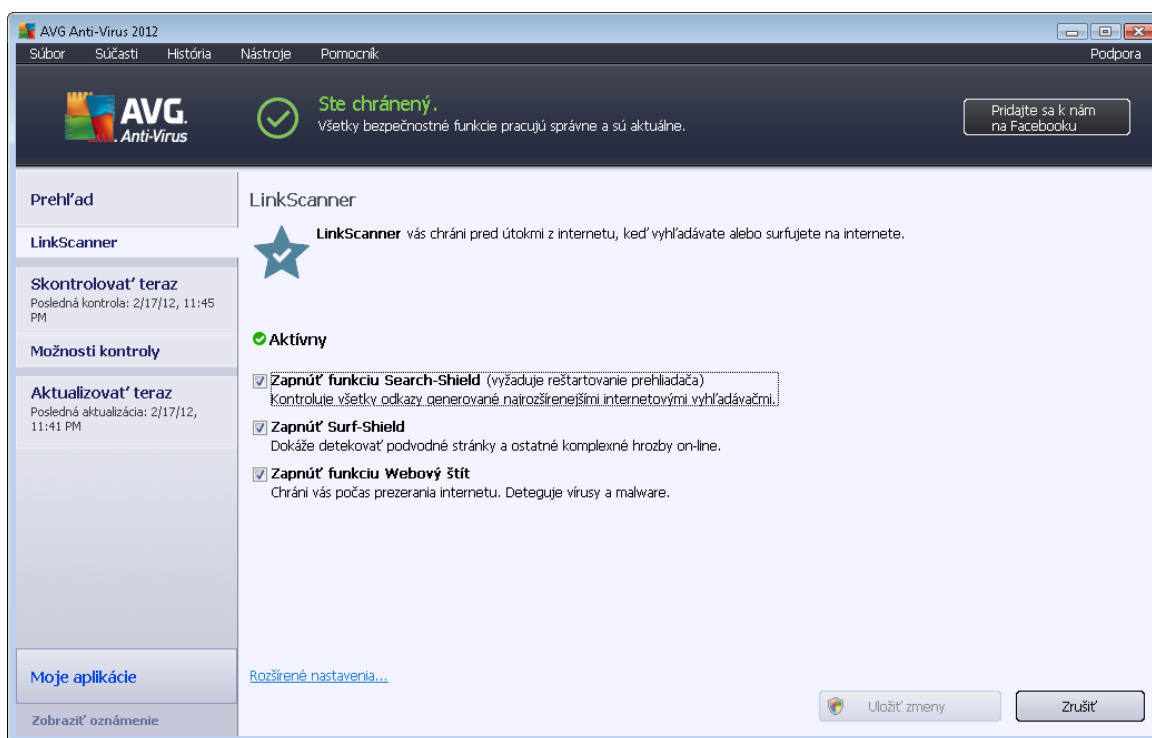 AVG Anti-Virus 2012
Súbor Súčasti História Nástroje Pomocník Podpora
AVG.
Anti-Virus
Ste chránený.
Všetky bezpečnostné funkcie pracujú správne a sú aktuálne.
Pridajte sa k nám
na Facebooku
Prehľad
LinkScanner
Skontrolovať teraz
Posledná kontrola: 2/17/12, 11:45
PM
Možnosti kontroly
Aktualizovať teraz
Posledná aktualizácia: 2/17/12,
11:41 PM
Moje aplikácie
Zobraziť oznámenie
LinkScanner
LinkScanner vás chráni pred útokmi z internetu, keď vyhľadávate alebo surfujete na internete.
Aktívny
Zapnúť funkciu Search-Shield (vyžaduje reštartovanie prehliadača)
Kontroluje všetky odkazy generované najrozšírenejšími internetovými vyhľadávačmi.
Zapnúť Surf-Shield
Dokáže detekovať podvodné stránky a ostatné komplexné hrozby on-line.
Zapnúť funkciu Webový štít
Chráni vás počas prezerania internetu. Deteguje vírusy a malware.
Rozšírené nastavenia...
Uložiť zmeny
Zrušiť